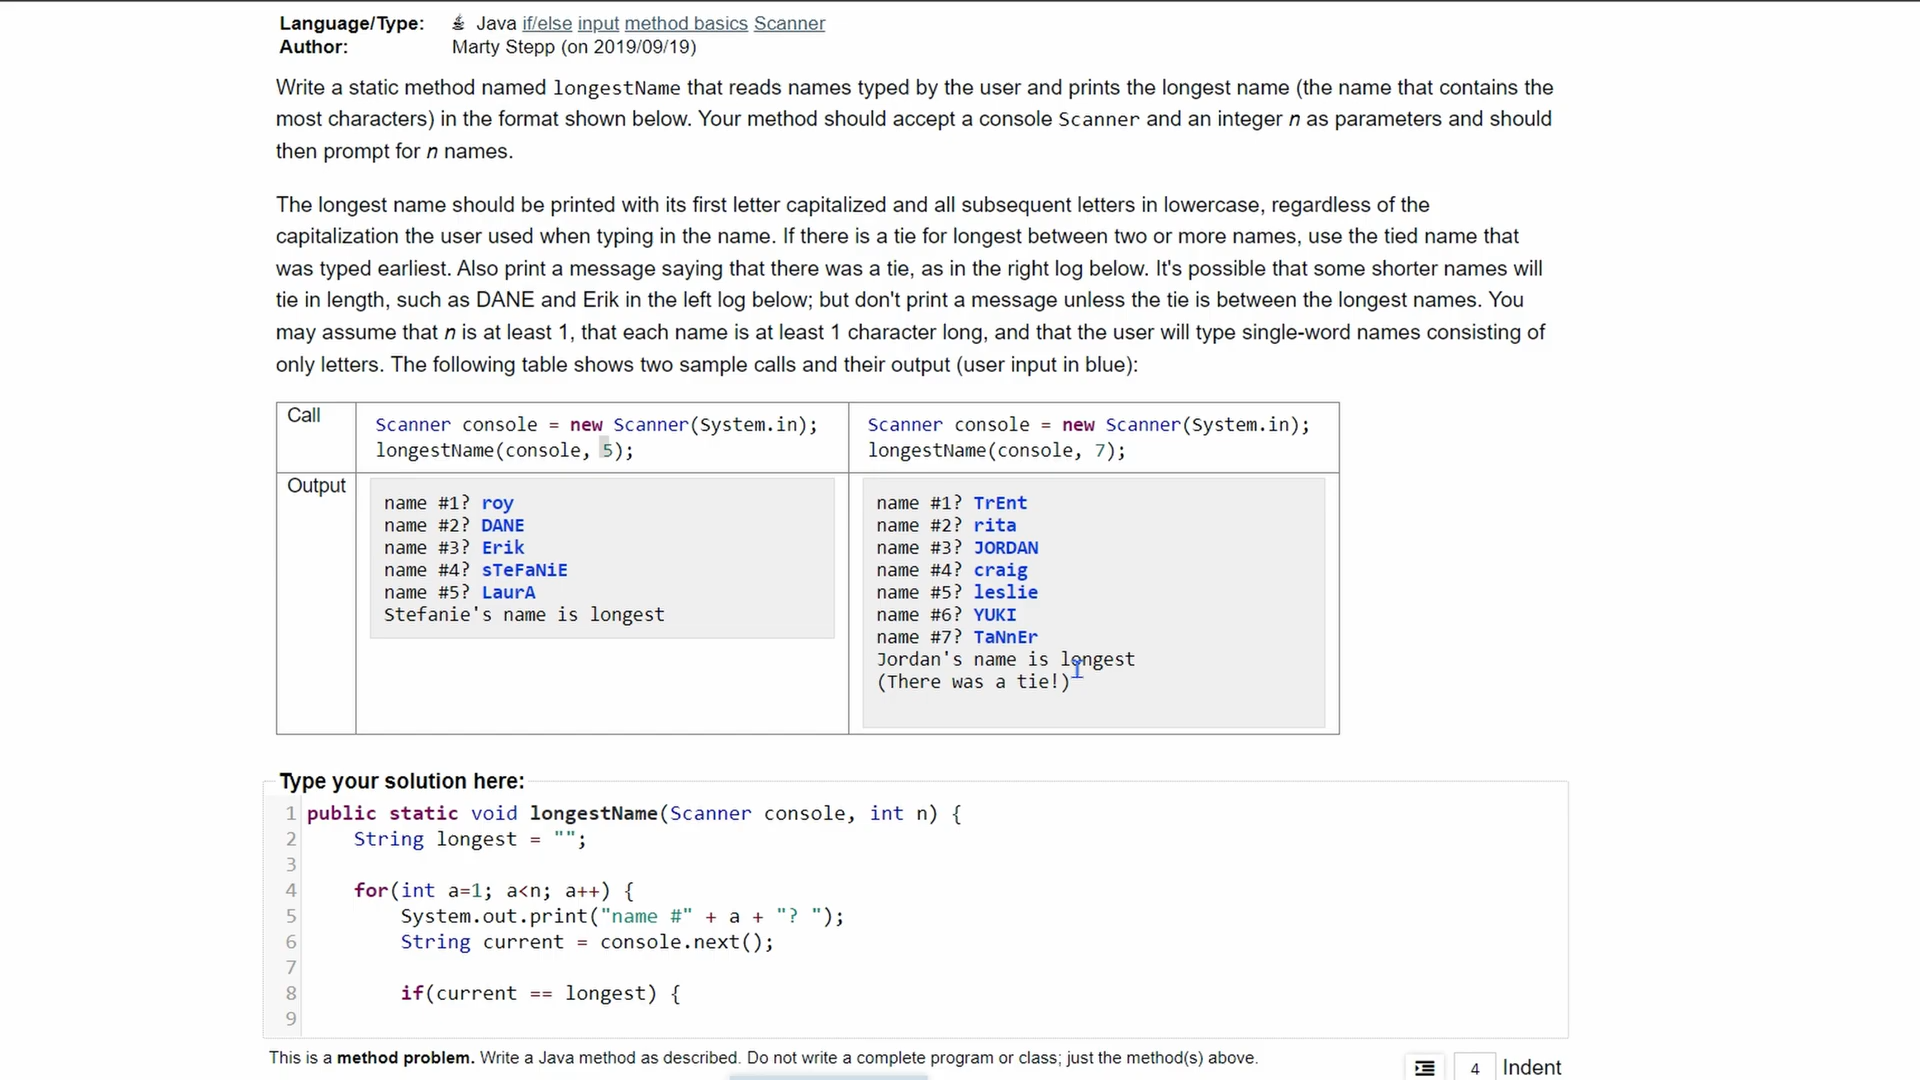 Language/Type: Java if/else input method basics Scanner
Author: Marty Stepp (on 2019/09/19)
Write a static method named longestName that reads names typed by the user and prints the longest name (the name that contains the
most characters) in the format shown below. Your method should accept a console Scanner and an integer n as parameters and should
then prompt for n names.
The longest name should be printed with its first letter capitalized and all subsequent letters in lowercase, regardless of the
capitalization the user used when typing in the name. If there is a tie for longest between two or more names, use the tied name that
was typed earliest. Also print a message saying that there was a tie, as in the right log below. It's possible that some shorter names will
tie in length, such as DANE and Erik in the left log below; but don't print a message unless the tie is between the longest names. You
may assume that n is at least 1, that each name is at least 1 character long, and that the user will type single-word names consisting of
only letters. The following table shows two sample calls and their output (user input in blue):
Call
Scanner console = new Scanner(System.in);
longestName(console, 5);
Scanner console = new Scanner(System.in);
longestName(console, 7);
Output
name #1? roy
name #2? DANE
name #3? Erik
name #4? sTeFaNiE
name #5? LaurA
Stefanie's name is longest
name #1? TrEnt
name #2? rita
name #3? JORDAN
name #4? craig
name #5? leslie
name #6? YUKI
name #7? TaNnEr
Jordan's name is longest
(There was a tie!)
Type your solution here:
1 public static void longestName(Scanner console, int n) {
2 String longest = "";
3
4 for(int a=1; a<n; a++) {
5 System.out.print("name #" + a + "? ");
6 String current = console.next();
7
8 if(current == longest) {
9
This is a method problem. Write a Java method as described. Do not write a complete program or class; just the method(s) above.
4 Indent